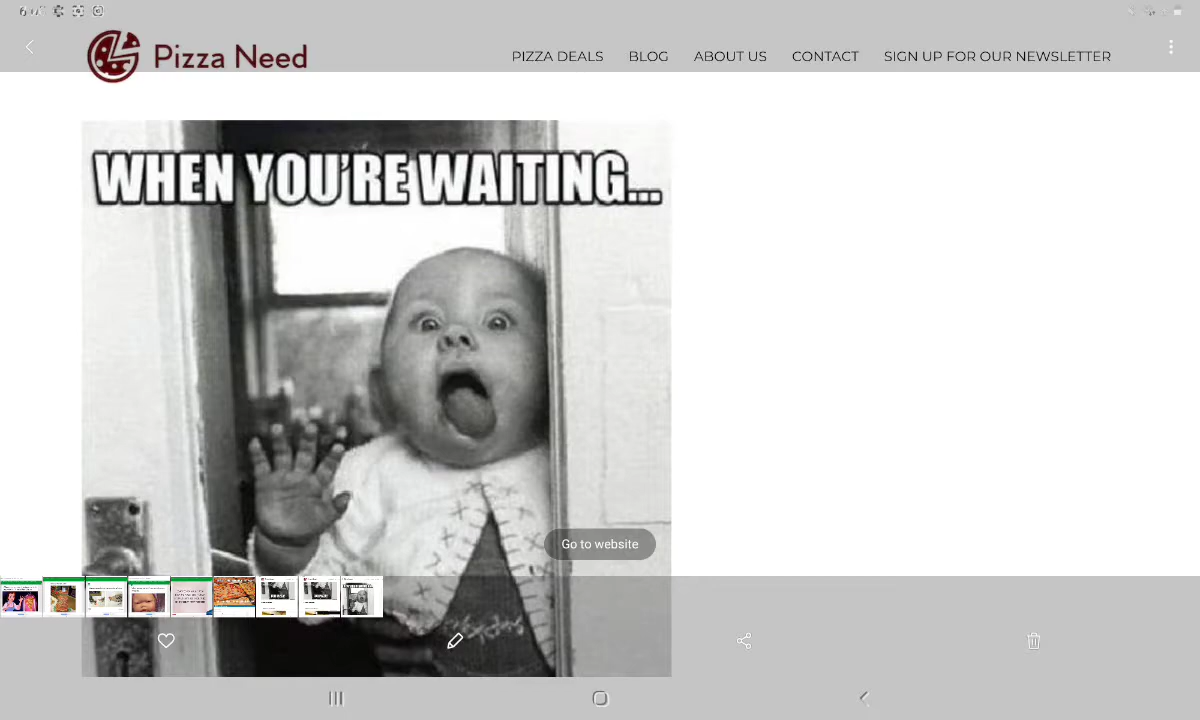 Pizza Need
PIZZA DEALS BLOG ABOUT US CONTACT SIGN UP FOR OUR NEWSLETTER
WHEN YOU'RE WAITING...
Go to website